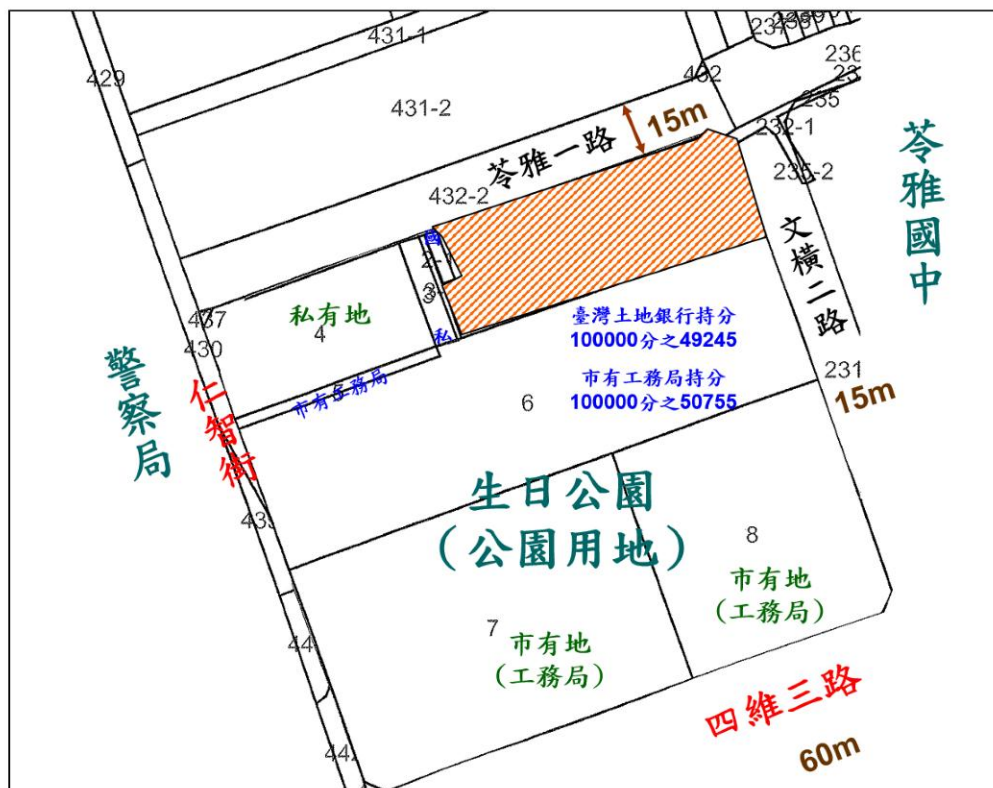 431-1
429
432
431-2
15m
苓雅一路
432-2
232-1
235
235-2
苓雅國中
文橫二路
國
2-1
私
私有地
4
437
430
警察局
仁智街
市有工務局
5
臺灣土地銀行持分
100000分之49245
市有工務局持分
100000分之50755
6
231
15m
生日公園
(公園用地)
8
市有地
(工務局)
7
市有地
(工務局)
四維三路
60m